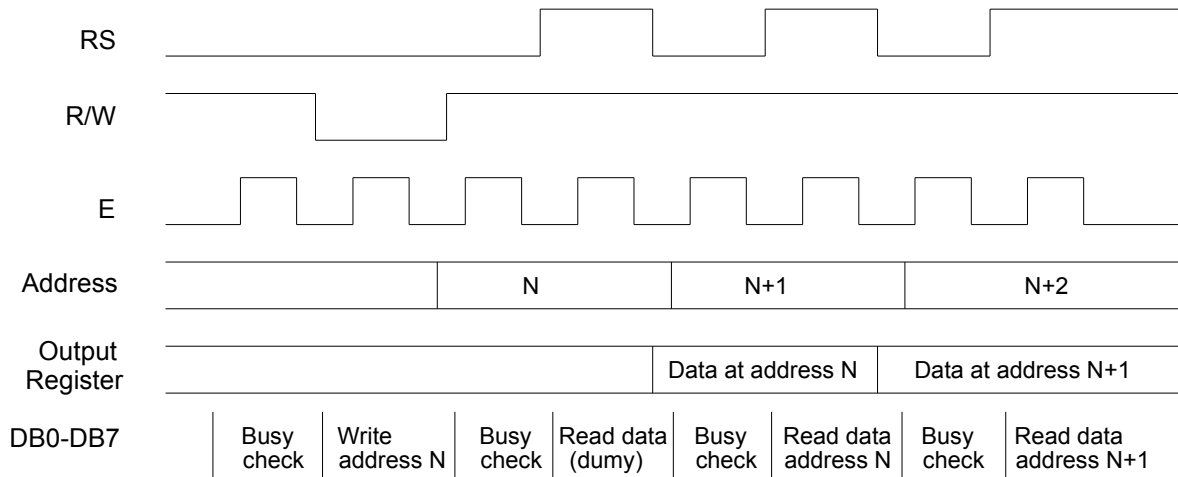 RS
R/W
E
Address
N
N+1
N+2
Output
Register
Data at address N
Data at address N+1
DB0-DB7
Busy
check
Write
address N
Busy
check
Read data
(dumy)
Busy
check
Read data
address N
Busy
check
Read data
address N+1